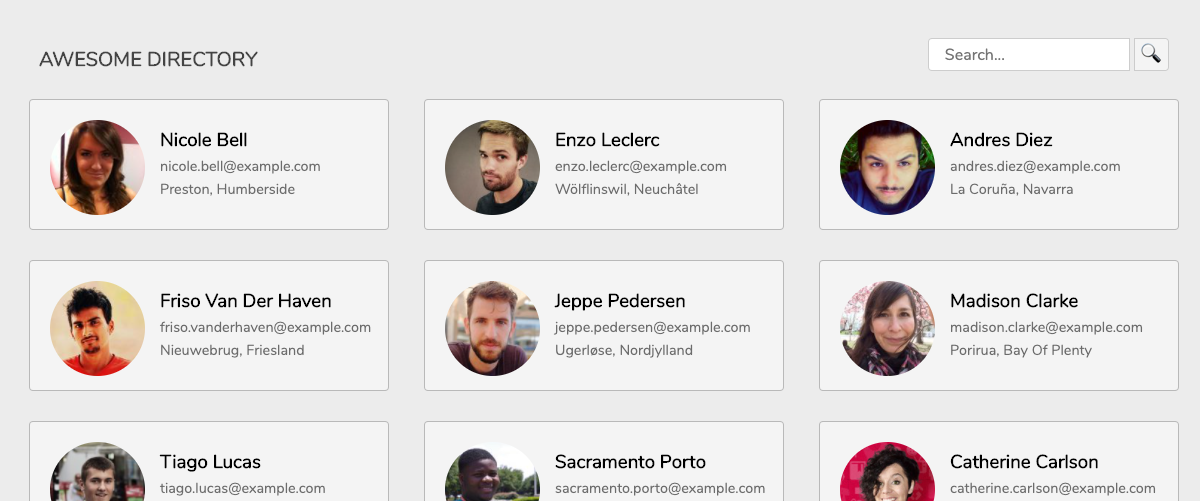 AWESOME DIRECTORY
Search...
Nicole Bell
nicole.bell@example.com
Preston, Humberside
Enzo Leclerc
enzo.leclerc@example.com
Wölflinswil, Neuchâtel
Andres Diez
andres.diez@example.com
La Coruña, Navarra
Friso Van Der Haven
friso.vanderhaven@example.com
Nieuwebrug, Friesland
Jeppe Pedersen
jeppe.pedersen@example.com
Ugerløse, Nordjylland
Madison Clarke
madison.clarke@example.com
Porirua, Bay Of Plenty
Tiago Lucas
tiago.lucas@example.com
Sacramento Porto
sacramento.porto@example.com
Catherine Carlson
catherine.carlson@example.com